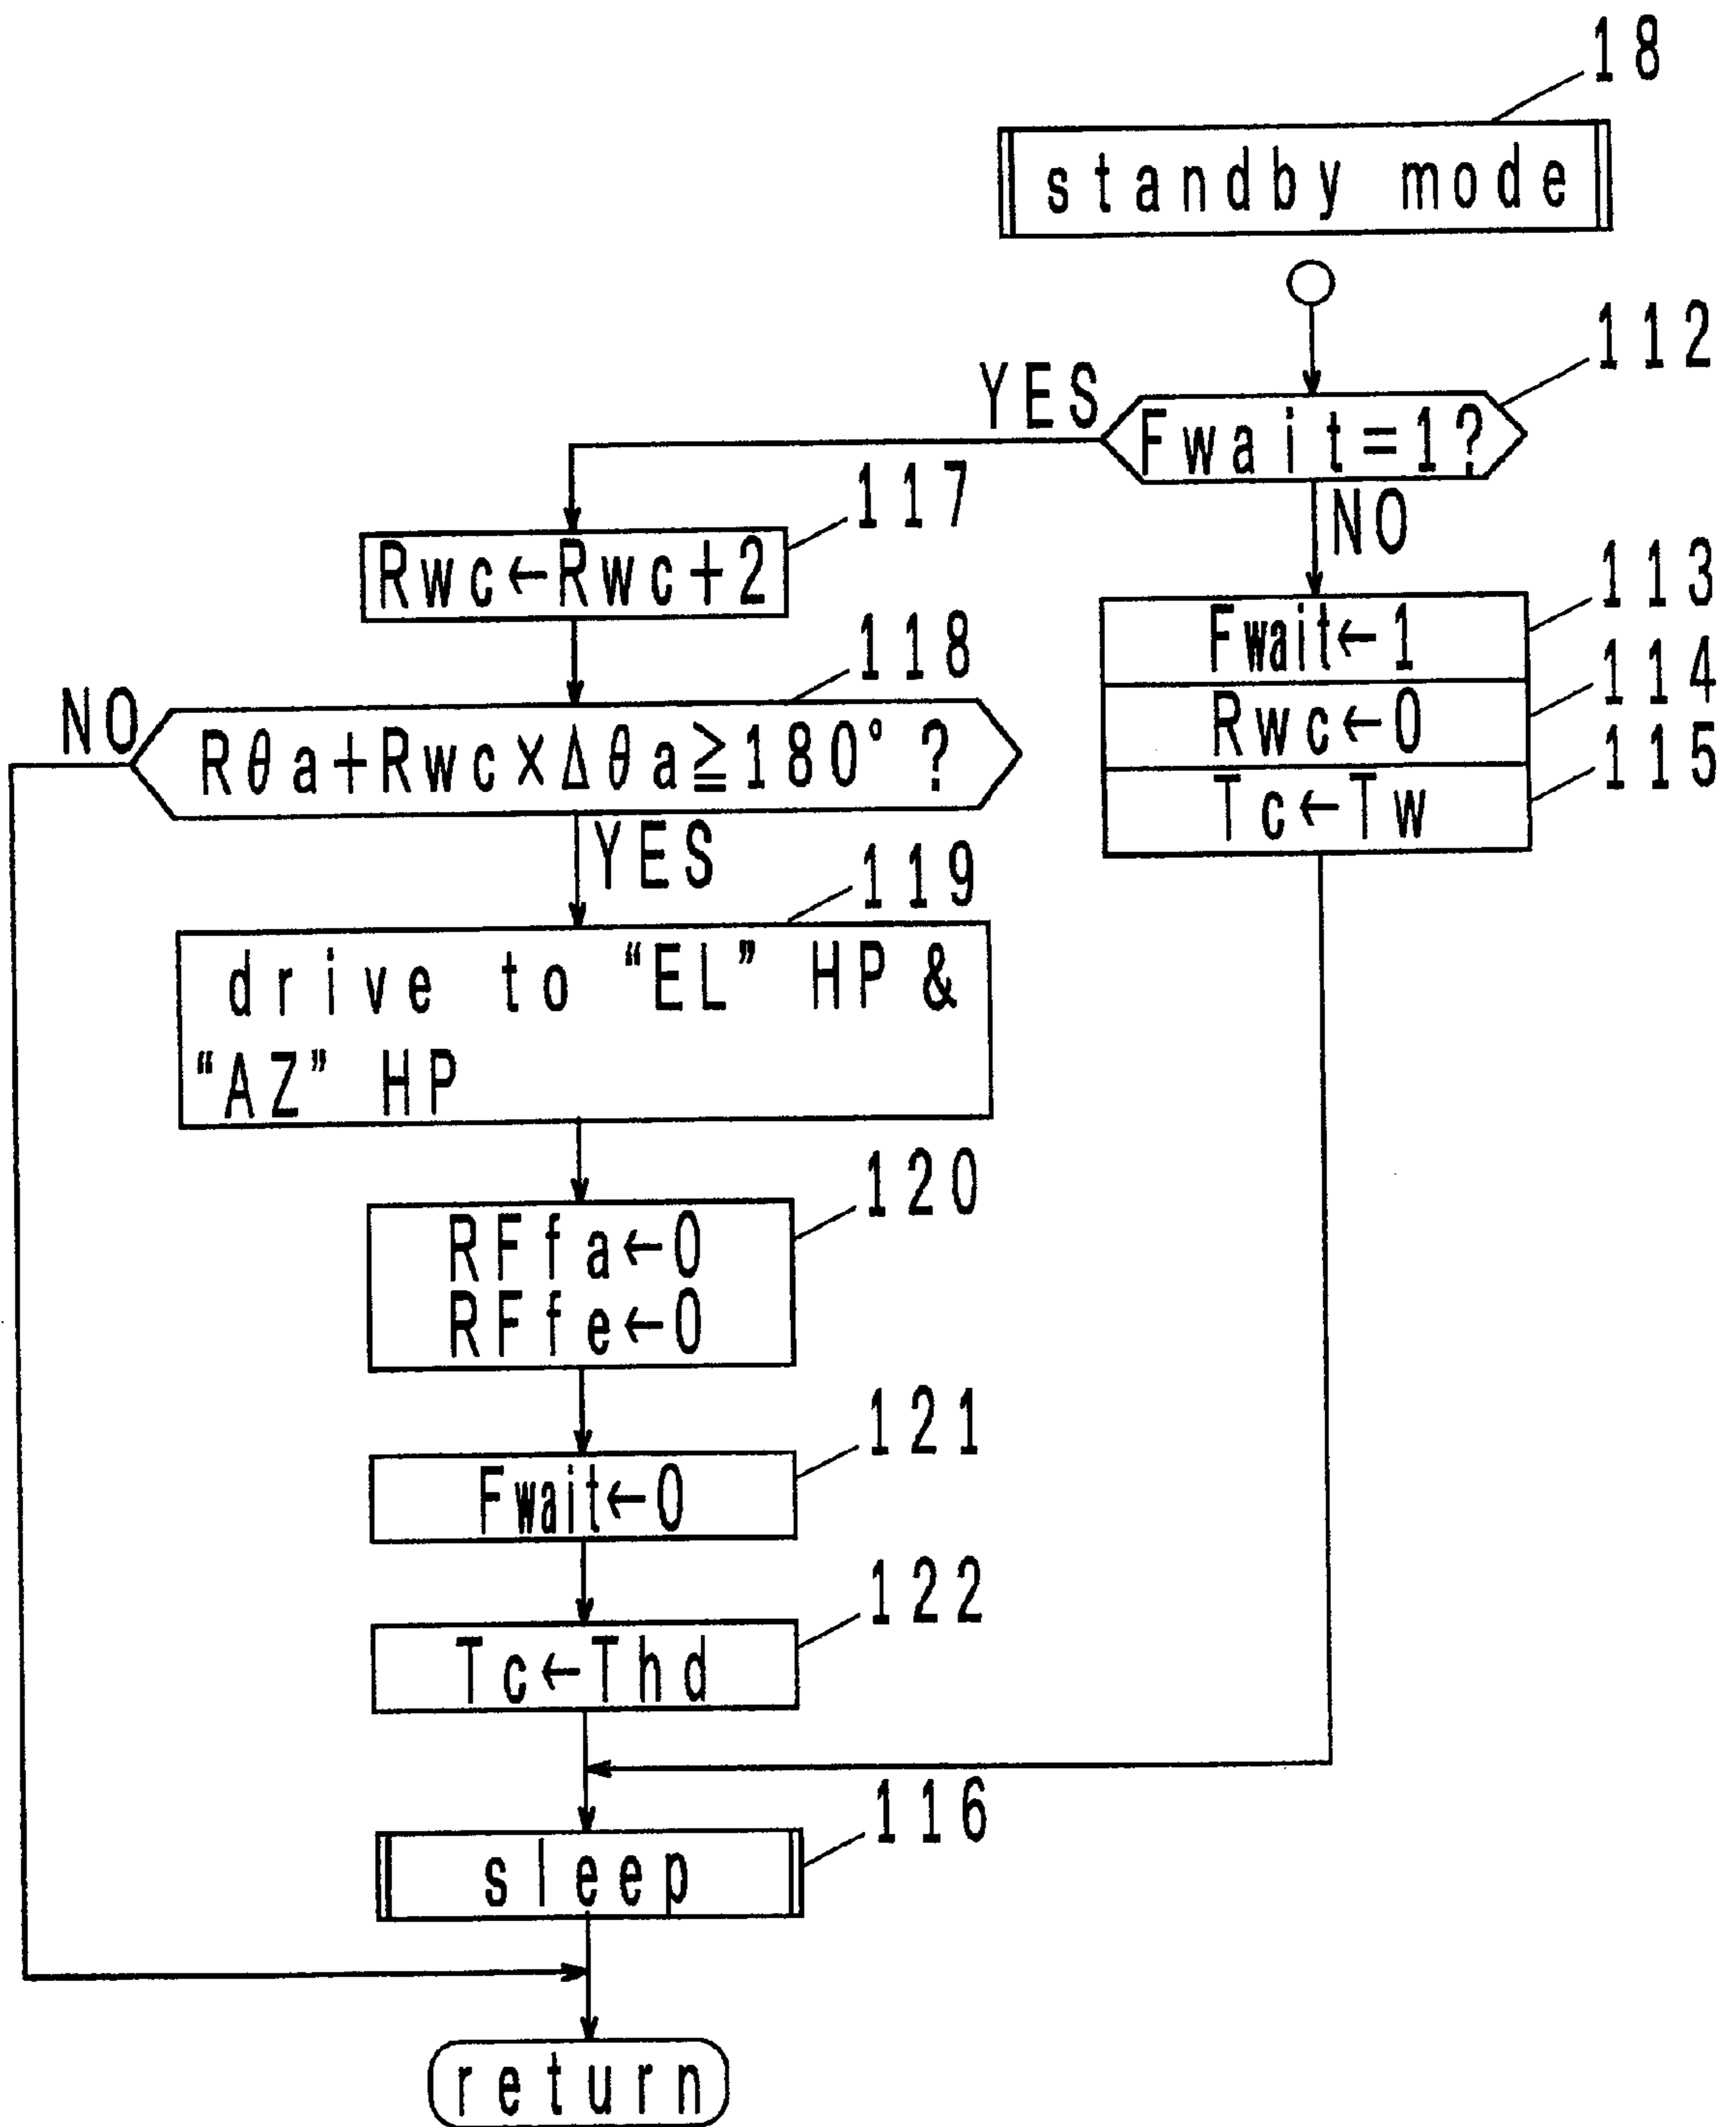 18
standby mode
112
YES
Fwait=1?
117
NO
Rwc←Rwc+2
113
Fwait←1
118
114
NO
Rθa+Rwc×Δθa≧180° ?
Rwc←0
115
Tc←Tw
YES
119
drive to “EL” HP &
“AZ” HP
120
RFfa←0
RFfe←0
121
Fwait←0
122
Tc←Thd
116
sleep
return